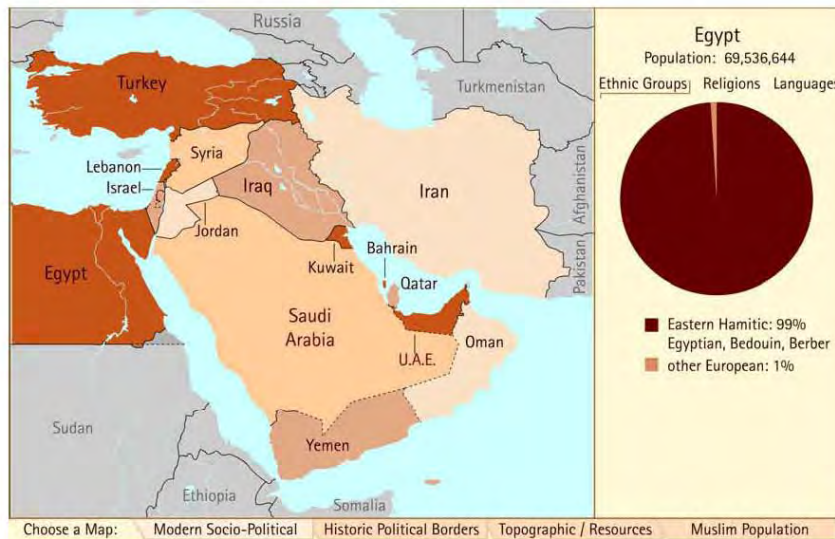 Russia
Turkmenistan
Turkey
Syria
Lebanon
Israel
Iraq
Iran
Afghanistan
Jordan
Egypt
Kuwait
Bahrain
Qatar
Pakistan
Saudi
Arabia
U.A.E.
Oman
Sudan
Yemen
Ethiopia
Somalia
Egypt
Population: 69,536,644
Ethnic Groups Religions Languages
Eastern Hamitic: 99%
Egyptian, Bedouin, Berber
other European: 1%
Choose a Map: Modern Socio-Political Historic Political Borders Topographic / Resources Muslim Population